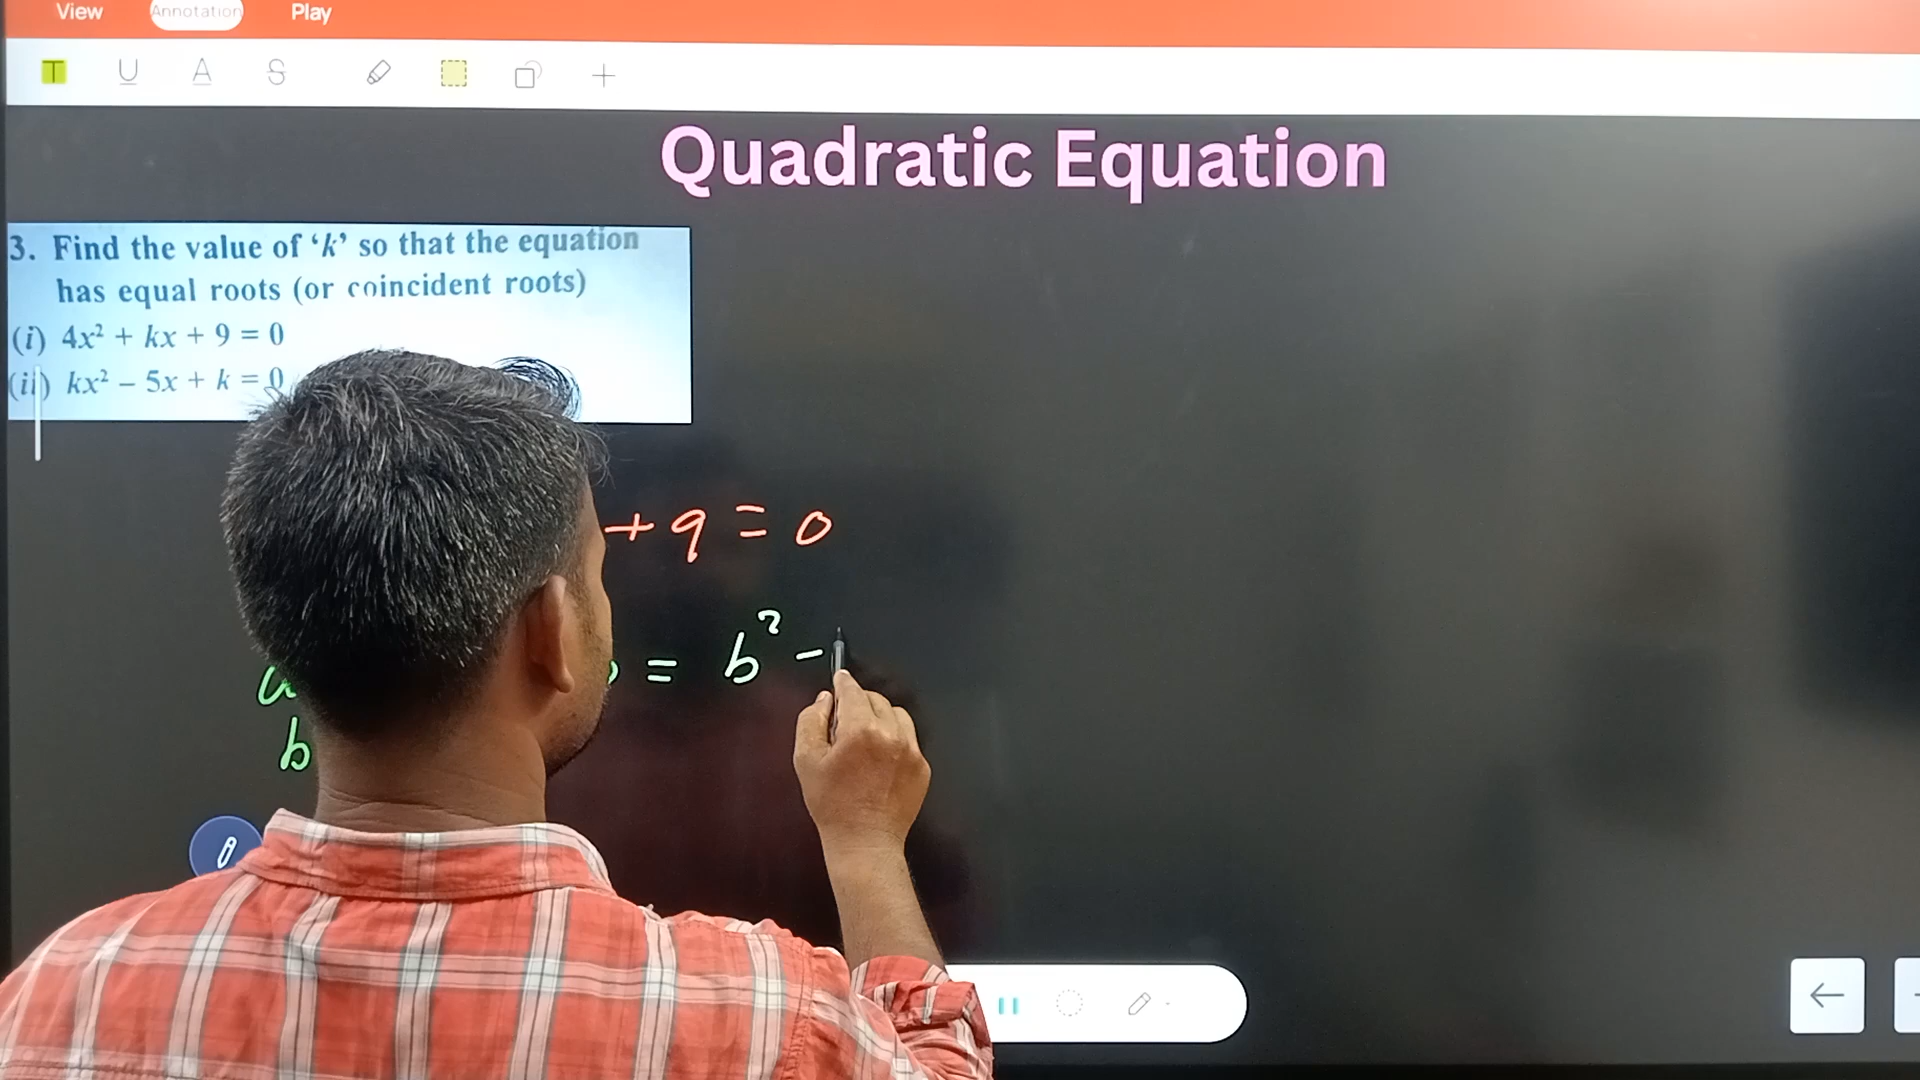 View Annotation Play
T U A S
Quadratic Equation
3. Find the value of ‘k’ so that the equation
has equal roots (or coincident roots)
(i) 4x² + kx + 9 = 0
(ii) kx² – 5x + k = 0
+ 9 = 0
= b² -
b